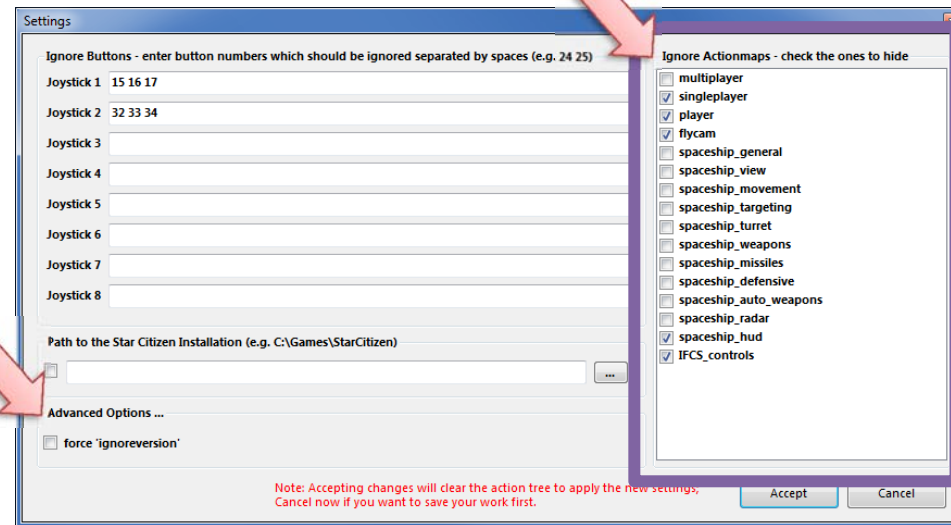 Settings
Ignore Buttons - enter button numbers which should be ignored separated by spaces (e.g. 24 25)
Joystick 1 15 16 17
Joystick 2 32 33 34
Joystick 3
Joystick 4
Joystick 5
Joystick 6
Joystick 7
Joystick 8
Path to the Star Citizen Installation (e.g. C:\Games\StarCitizen)
...
Advanced Options ...
force 'ignoreversion'
Ignore Actionmaps - check the ones to hide
multiplayer
singleplayer
player
flycam
spaceship_general
spaceship_view
spaceship_movement
spaceship_targeting
spaceship_turret
spaceship_weapons
spaceship_missiles
spaceship_defensive
spaceship_auto_weapons
spaceship_radar
spaceship_hud
IFCS_controls
Note: Accepting changes will clear the action tree to apply the new settings,
Cancel now if you want to save your work first.
Accept
Cancel